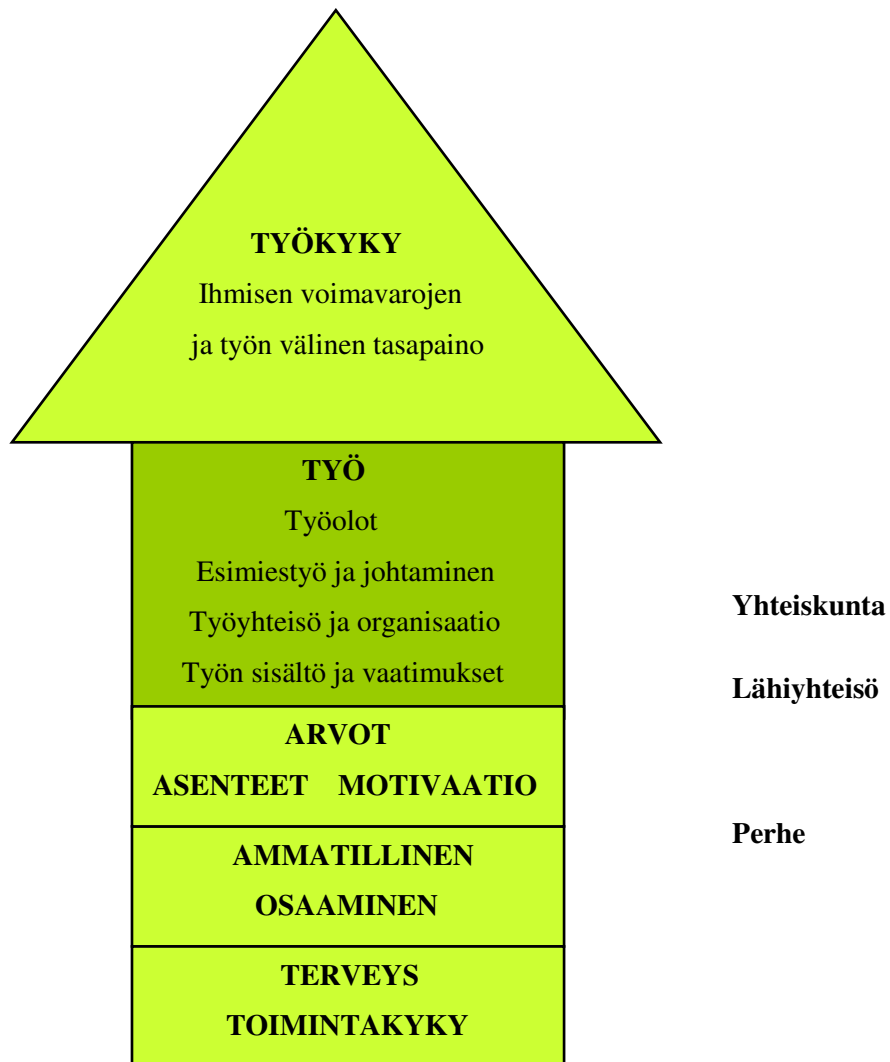 TYÖKYKY
Ihmisen voimavarojen
ja työn välinen tasapaino
TYÖ
Työolot
Esimiestyö ja johtaminen
Työyhteisö ja organisaatio
Työn sisältö ja vaatimukset
ARVOT
ASENTEET MOTIVAATIO
AMMATILLINEN
OSAAMINEN
TERVEYS
TOIMINTAKYKY
Yhteiskunta
Lähiyhteisö
Perhe